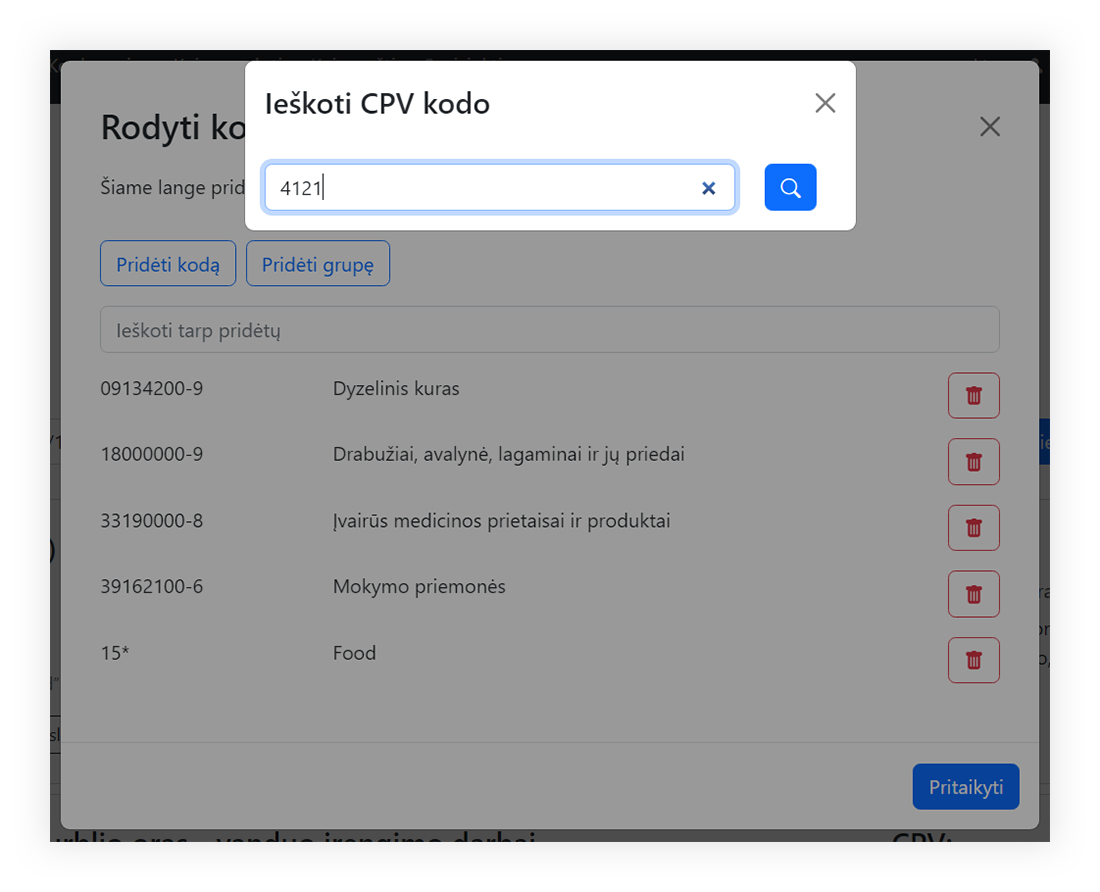 Ieškoti CPV kodo
Rodyti ko
4121
Šiame lange prid
Pridėti kodą
Pridėti grupę
Ieškoti tarp pridėtų
09134200-9 Dyzelinis kuras
18000000-9 Drabužiai, avalynė, lagaminai ir jų priedai
33190000-8 Įvairūs medicinos prietaisai ir produktai
39162100-6 Mokymo priemonės
15* Food
Pritaikyti
CPV: